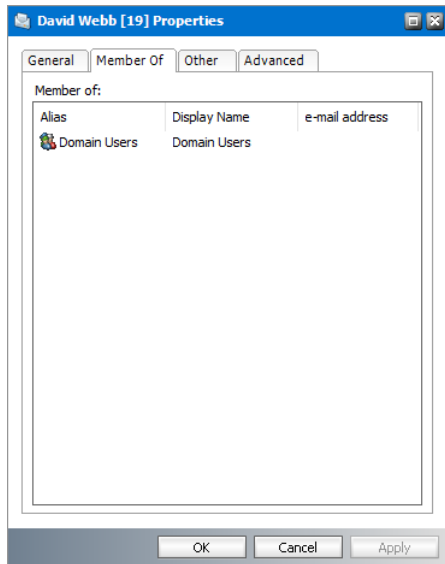 David Webb [19] Properties
General Member Of Other Advanced
Member of:
Alias Display Name e-mail address
Domain Users Domain Users
OK Cancel Apply